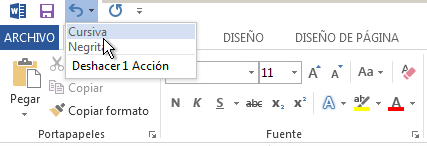 Cursiva
Negrita
Deshacer 1 Acción
ARCHIVO DISEÑO DISEÑO DE PÁGINA
Pegar
Copiar
Copiar formato
Portapapeles
11 A A Aa
N K S abc x2 x2 A A
Fuente